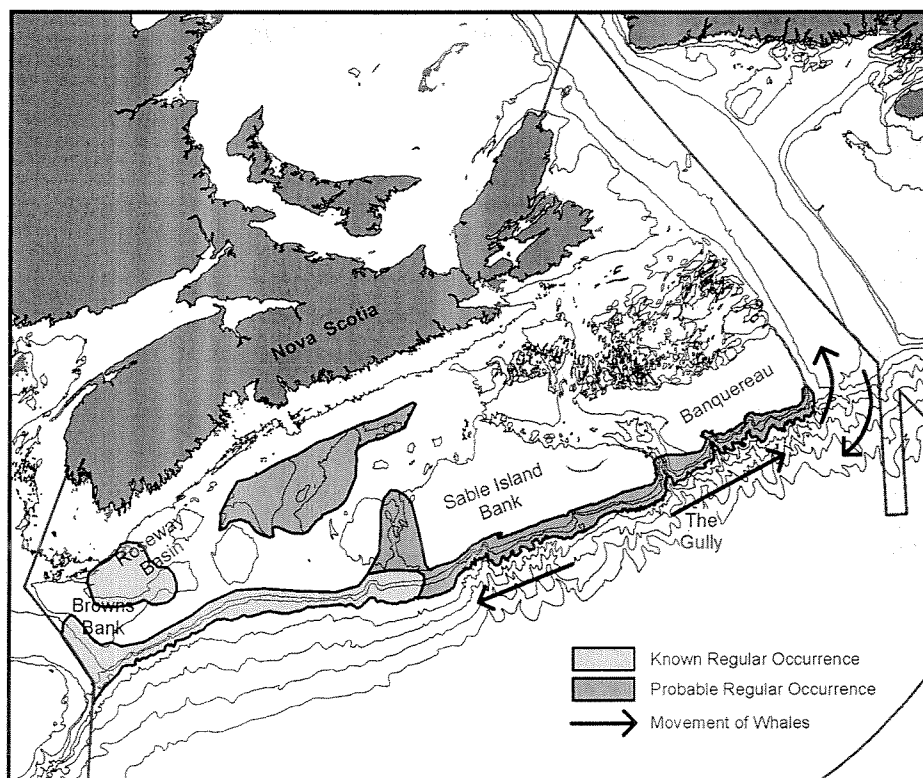 Nova Scotia
Banquereau
Sable Island
Bank
The
Gully
Roseway
Basin
Browns
Bank
Known Regular Occurrence
Probable Regular Occurrence
Movement of Whales